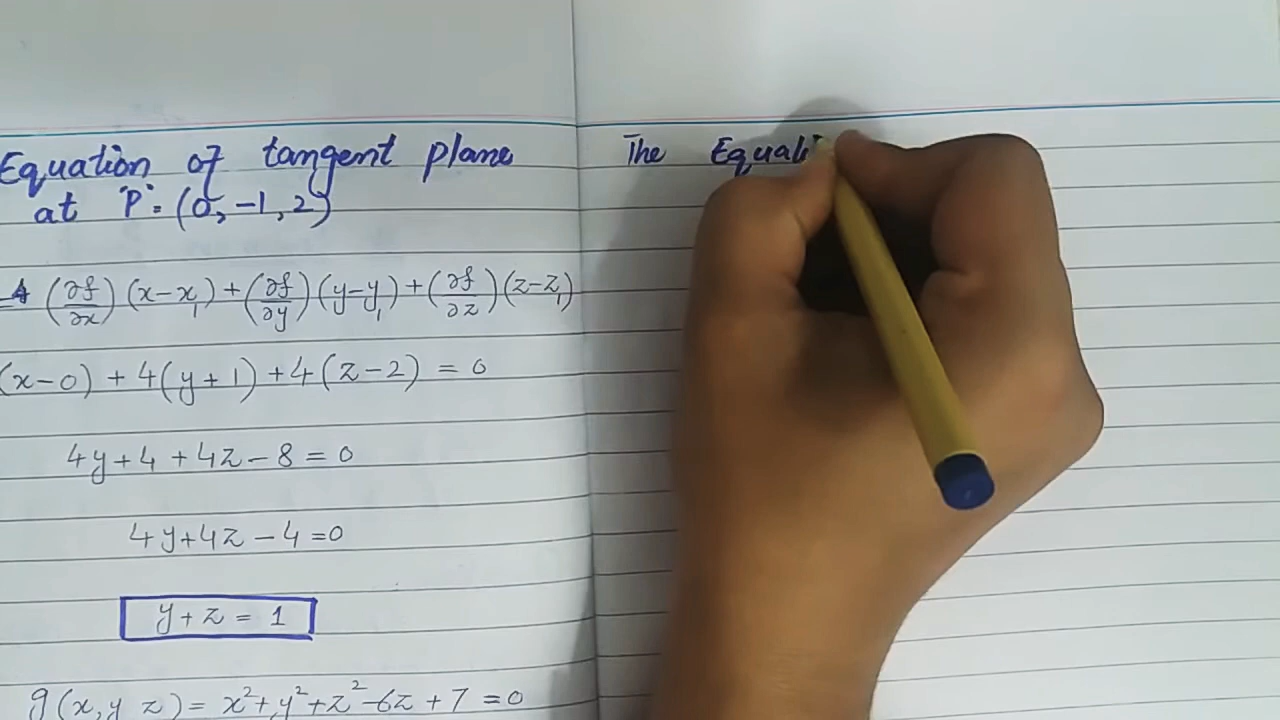 Equation of tangent plane
at 'P': (0, -1, 2)
(∂f/∂x)(x-x₁) + (∂f/∂y)(y-y₁) + (∂f/∂z)(z-z₁)
(x-0) + 4(y+1) + 4(z-2) = 0
4y+4+4z-8=0
4y+4z-4=0
y+z = 1
g(x,y z) = x²+y²+z²-6z+7=0
The Equati